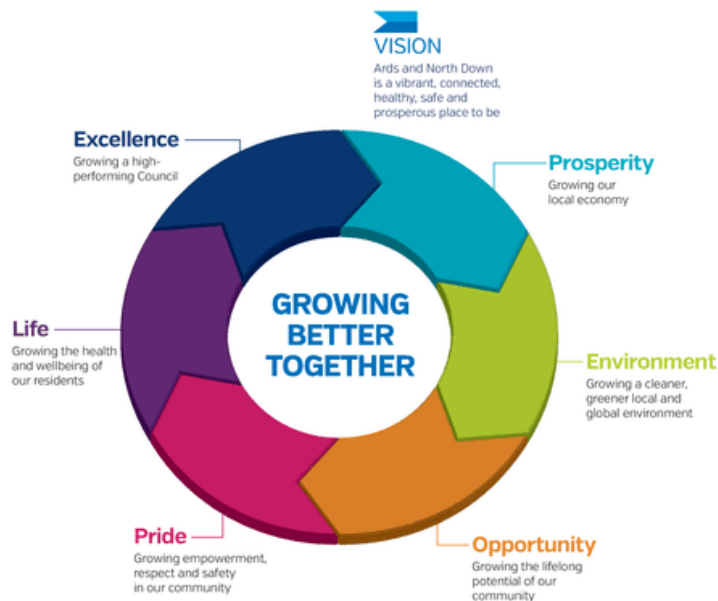 VISION
Ards and North Down
is a vibrant, connected,
healthy, safe and
prosperous place to be
Excellence
Growing a high-
performing Council
Prosperity
Growing our
local economy
GROWING
BETTER
TOGETHER
Life
Growing the health
and wellbeing of
our residents
Environment
Growing a cleaner,
greener local and
global environment
Pride
Growing empowerment,
respect and safety
in our community
Opportunity
Growing the lifelong
potential of our
community